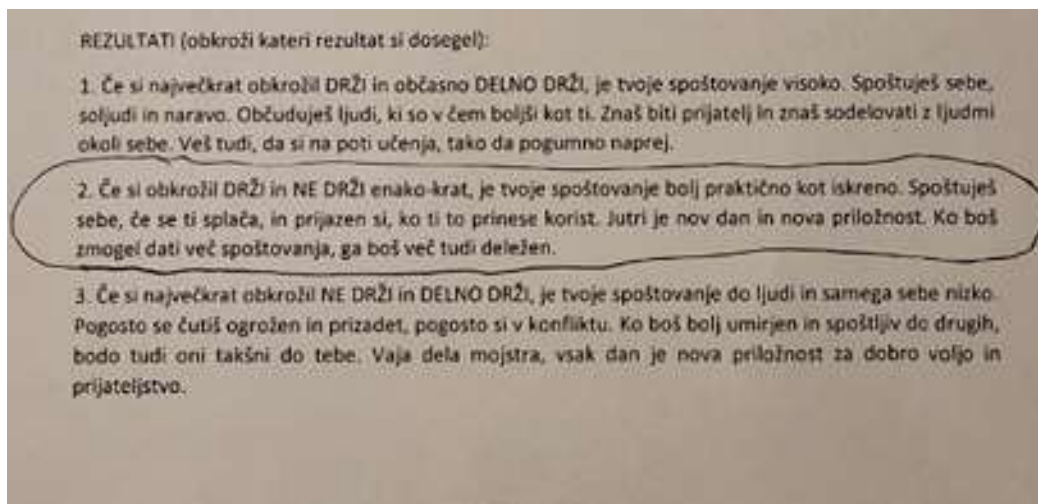 REZULTATI (obkroži kateri rezultat si dosegel):
1. Če si največkrat obkrožil DRŽI in občasno DELNO DRŽI, je tvoje spoštovanje visoko. Spoštuješ sebe,
soljudi in naravo. Občuduješ ljudi, ki so v čem boljši kot ti. Znaš biti prijatelj in znaš sodelovati z ljudmi
okoli sebe. Veš tudi, da si na poti učenja, tako da pogumno naprej.
2. Če si obkrožil DRŽI in NE DRŽI enako-krat, je tvoje spoštovanje bolj praktično kot iskreno. Spoštuješ
sebe, če se ti splača, in prijazen si, ko ti to prinese korist. Jutri je nov dan in nova priložnost. Ko boš
zmogel dati več spoštovanja, ga boš več tudi deležen.
3. Če si največkrat obkrožil NE DRŽI in DELNO DRŽI, je tvoje spoštovanje do ljudi in samega sebe nizko.
Pogosto se čutiš ogrožen in prizadet, pogosto si v konfliktu. Ko boš bolj umirjen in spoštljiv do drugih,
bodo tudi oni takšni do tebe. Vaja dela mojstra, vsak dan je nova priložnost za dobro voljo in
prijateljstvo.